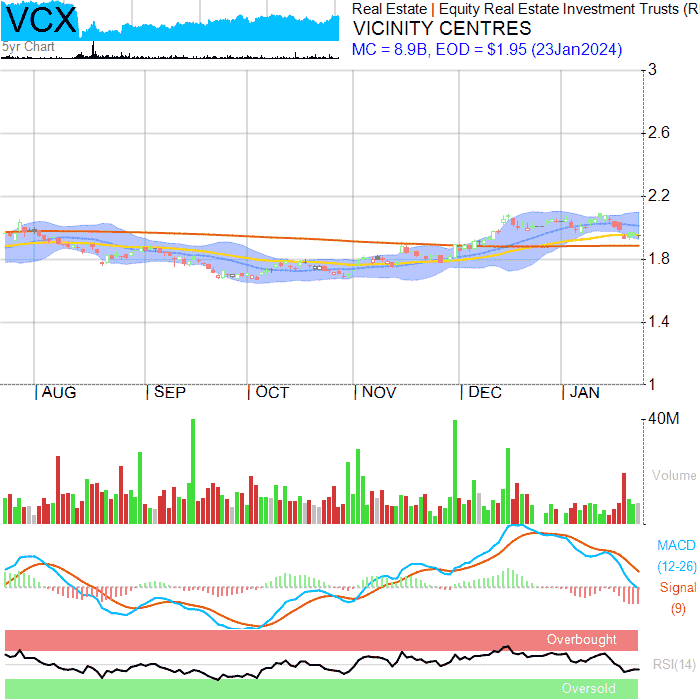 VCX
5yr Chart
Real Estate | Equity Real Estate Investment Trusts (R
VICINITY CENTRES
MC = 8.9B, EOD = $1.95 (23Jan2024)
3
2.6
2.2
1.8
1.4
1
AUG
SEP
OCT
NOV
DEC
JAN
40M
Volume
MACD
(12-26)
Signal
(9)
Overbought
RSI(14)
Oversold